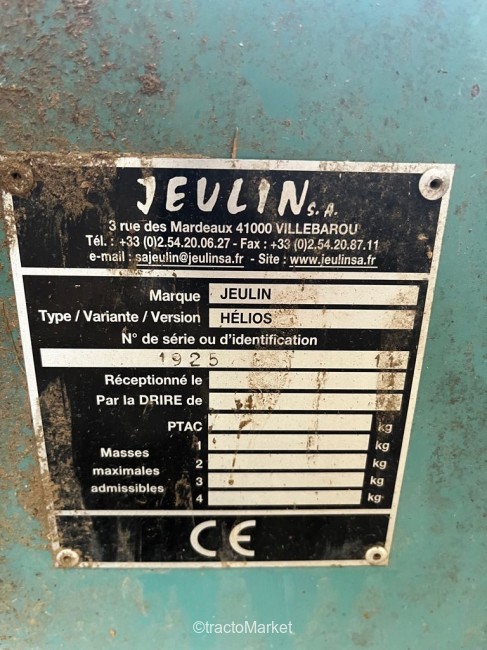 JEULIN S.A.
3 rue des Mardeaux 41000 VILLEBAROU
Tél. : +33 (0)2.54.20.06.27 - Fax : +33 (0)2.54.20.87.11
e-mail : sajeulin@jeulinsa.fr - Site : www.jeulinsa.fr
Marque JEULIN
Type / Variante / Version HÉLIOS
N° de série ou d'identification
1925 11
Réceptionné le
Par la DRIRE de
PTAC kg
Masses maximales admissibles
1 kg
2 kg
3 kg
4 kg
CE
©tractoMarket